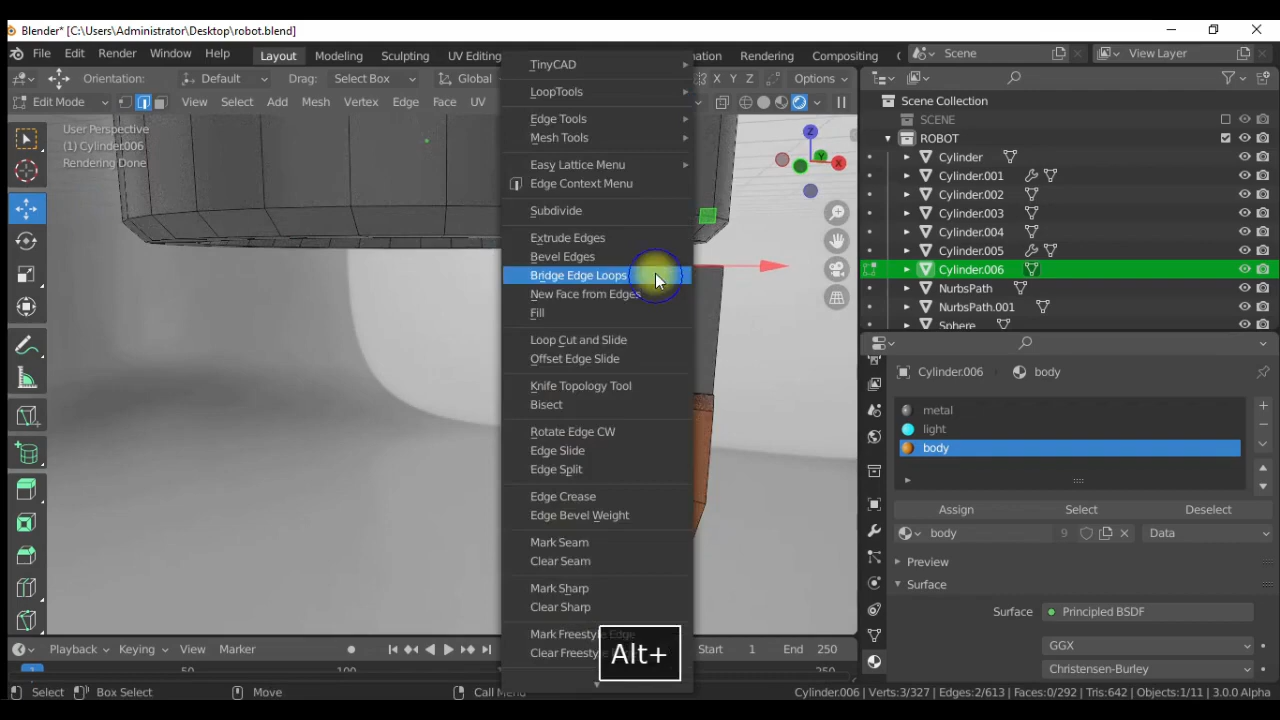 Blender* [C:\Users\Administrator\Desktop\robot.blend]
File Edit Render Window Help Layout Modeling Sculpting UV Editing Rendering Compositing Scene View Layer
Orientation: Default Drag: Select Box Global X Y Z Options
Edit Mode View Select Add Mesh Vertex Edge Face UV
User Perspective
(1) Cylinder.006
Rendering Done
Z
Y
X
TinyCAD
LoopTools
Edge Tools
Mesh Tools
Easy Lattice Menu
Edge Context Menu
Subdivide
Extrude Edges
Bevel Edges
Bridge Edge Loops
New Face from Edges
Fill
Loop Cut and Slide
Offset Edge Slide
Knife Topology Tool
Bisect
Rotate Edge CW
Edge Slide
Edge Split
Edge Crease
Edge Bevel Weight
Mark Seam
Clear Seam
Mark Sharp
Clear Sharp
Mark Freestyle Edge
Clear Freesty
Alt+
Scene Collection
SCENE
ROBOT
Cylinder
Cylinder.001
Cylinder.002
Cylinder.003
Cylinder.004
Cylinder.005
Cylinder.006
NurbsPath
NurbsPath.001
Sphere
Cylinder.006 body
metal
light
body
Assign Select Deselect
body 9 Data
Preview
Surface
Surface Principled BSDF
GGX
Christensen-Burley
Playback Keying View Marker Start 1 End 250
1 50 100 250
Select Box Select Move Call Menu Cylinder.006 | Verts:3/327 | Edges:2/613 | Faces:0/292 | Tris:642 | Objects:1/11 | 3.0.0 Alpha